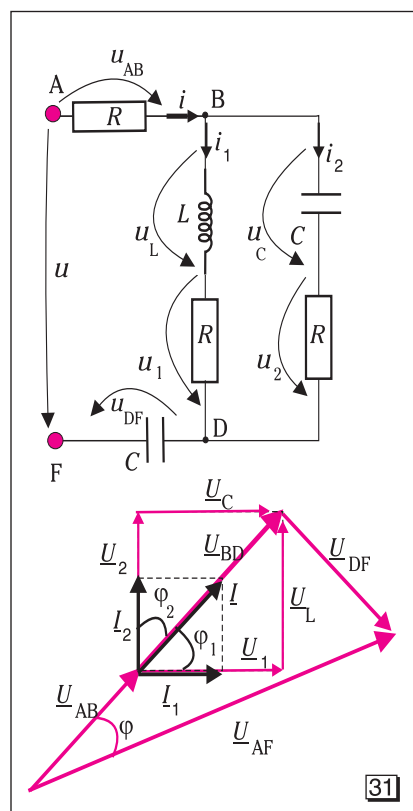 u_AB
A
i
B
R
i_1
i_2
L
u_L
u_C
C
u
u_1
R
u_2
R
u_DF
D
C
F
U_C
U_2
U_BD
U_DF
I
φ_2
I_2
U_L
φ_1
U_1
U_AB
I_1
φ
U_AF
31